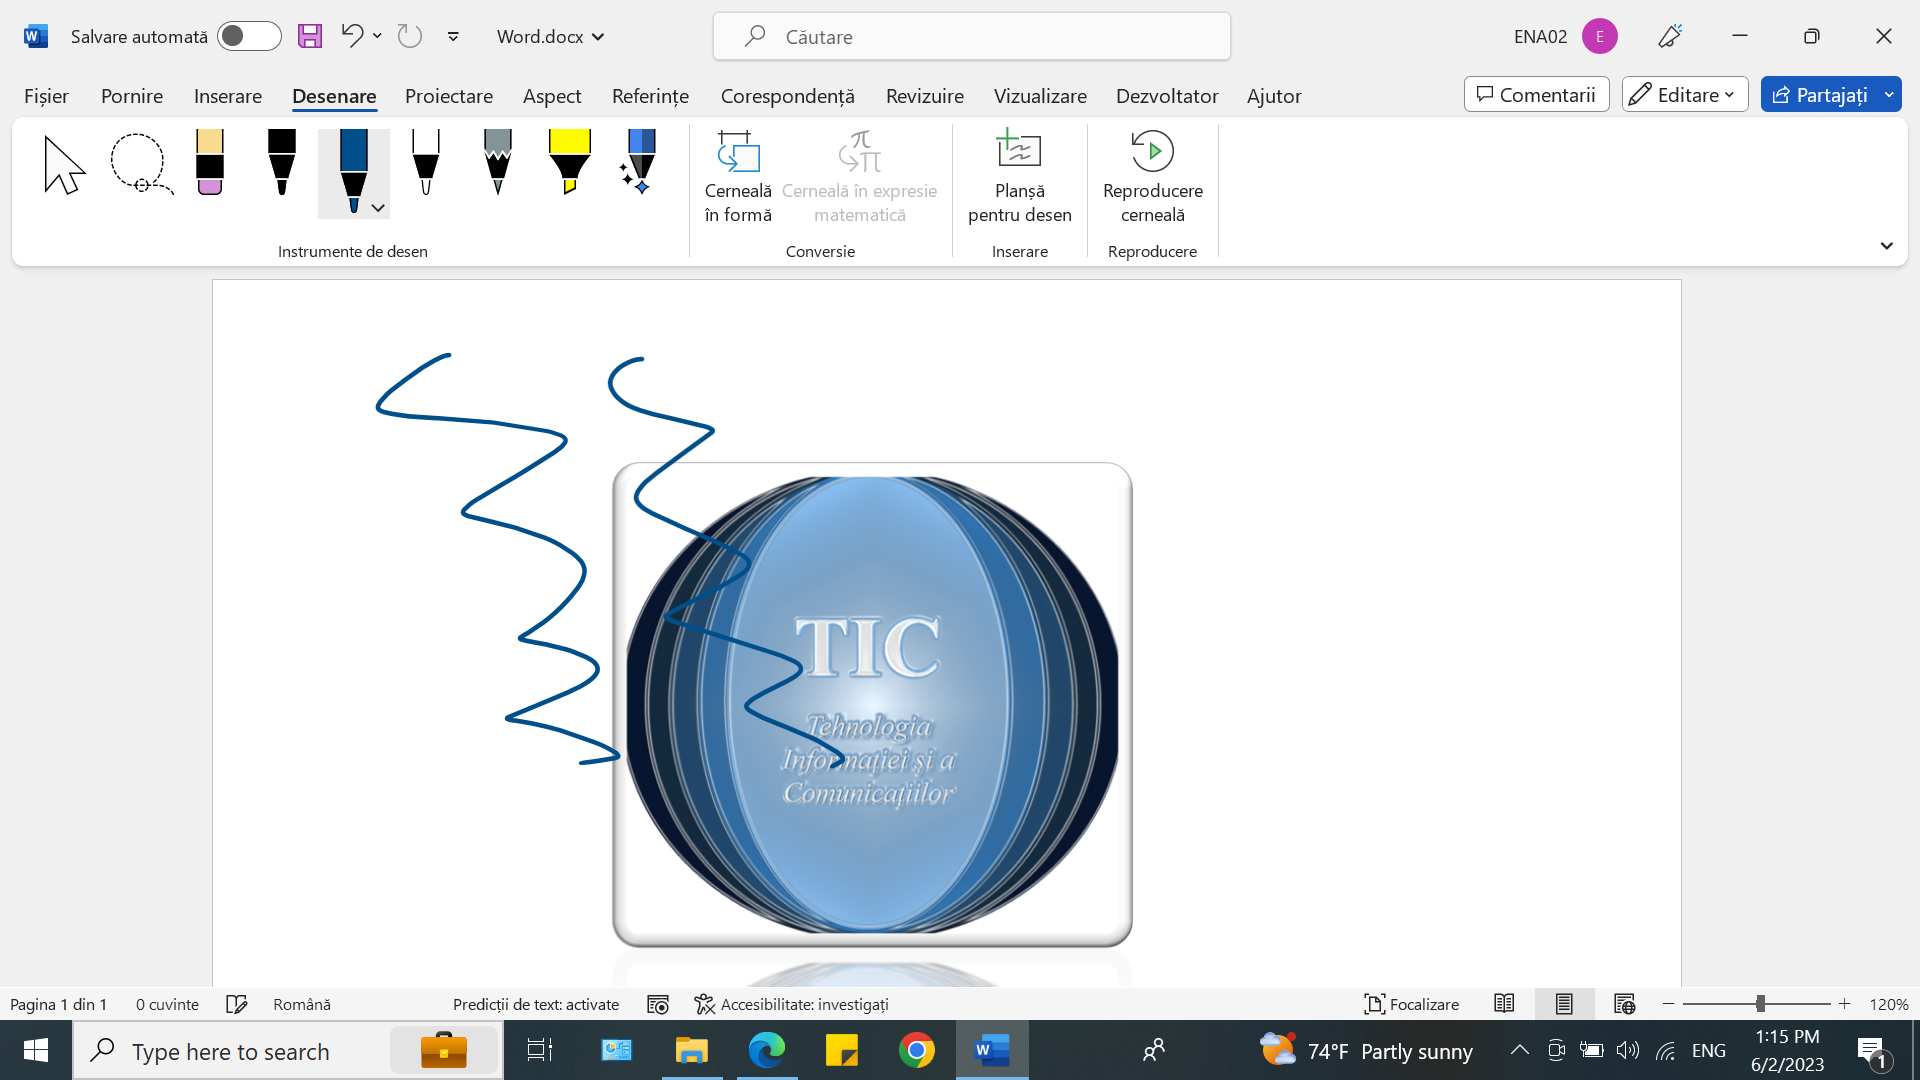 Salvare automată
Word.docx
Căutare
ENA02
E
Fișier
Pornire
Inserare
Desenare
Proiectare
Aspect
Referințe
Corespondență
Revizuire
Vizualizare
Dezvoltator
Ajutor
Comentarii
Editare
Partajați
Cerneală
în formă
Cerneală în expresie
matematică
Planșă
pentru desen
Reproducere
cerneală
Instrumente de desen
Conversie
Inserare
Reproducere
TIC
Tehnologia
Informației și a
Comunicațiilor
Pagina 1 din 1
0 cuvinte
Română
Predicții de text: activate
Accesibilitate: investigați
Focalizare
120%
Type here to search
74°F Partly sunny
ENG
1:15 PM
6/2/2023
1